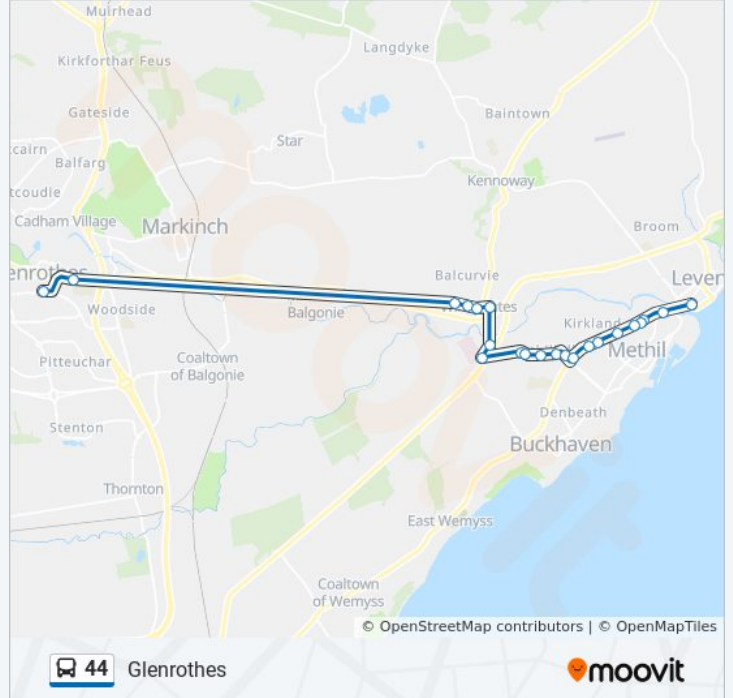 Muirhead
Langdyke
Kirkforthar Feus
Gateside
Baintown
Star
cairn
Balfarg
Kennoway
tcoudie
Cadham Village
Markinch
Broom
enrothes
Balcurvie
Leven
Woodside
Balgonie
Kirkland
Methil
Pitteuchar
Coaltown
of Balgonie
Denbeath
Stenton
Buckhaven
Thornton
East Wemyss
Coaltown
of Wemyss
© OpenStreetMap contributors | © OpenMapTiles
44 Glenrothes
moovit